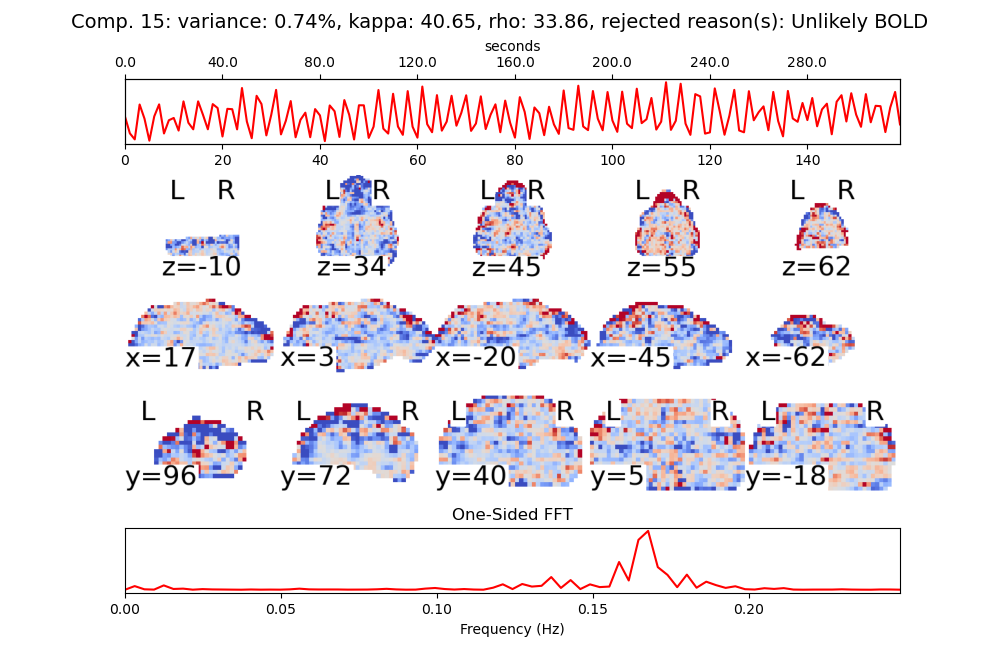 Comp. 15: variance: 0.74%, kappa: 40.65, rho: 33.86, rejected reason(s): Unlikely BOLD
seconds
0.0 40.0 80.0 120.0 160.0 200.0 240.0 280.0
0 20 40 60 80 100 120 140
L R L R L R L R L R
z=-10 z=34 z=45 z=55 z=62
x=17 x=3 x=-20 x=-45 x=-62
L R L R L R L R L R
y=96 y=72 y=40 y=5 y=-18
One-Sided FFT
0.00 0.05 0.10 0.15 0.20
Frequency (Hz)